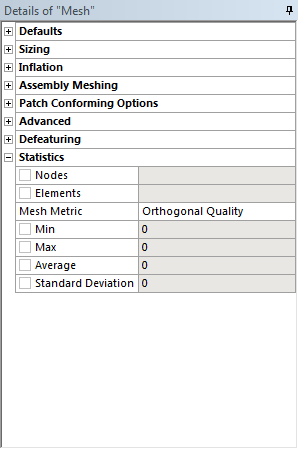 Details of "Mesh"
Defaults
Sizing
Inflation
Assembly Meshing
Patch Conforming Options
Advanced
Defeaturing
Statistics
Nodes
Elements
Mesh Metric Orthogonal Quality
Min 0
Max 0
Average 0
Standard Deviation 0